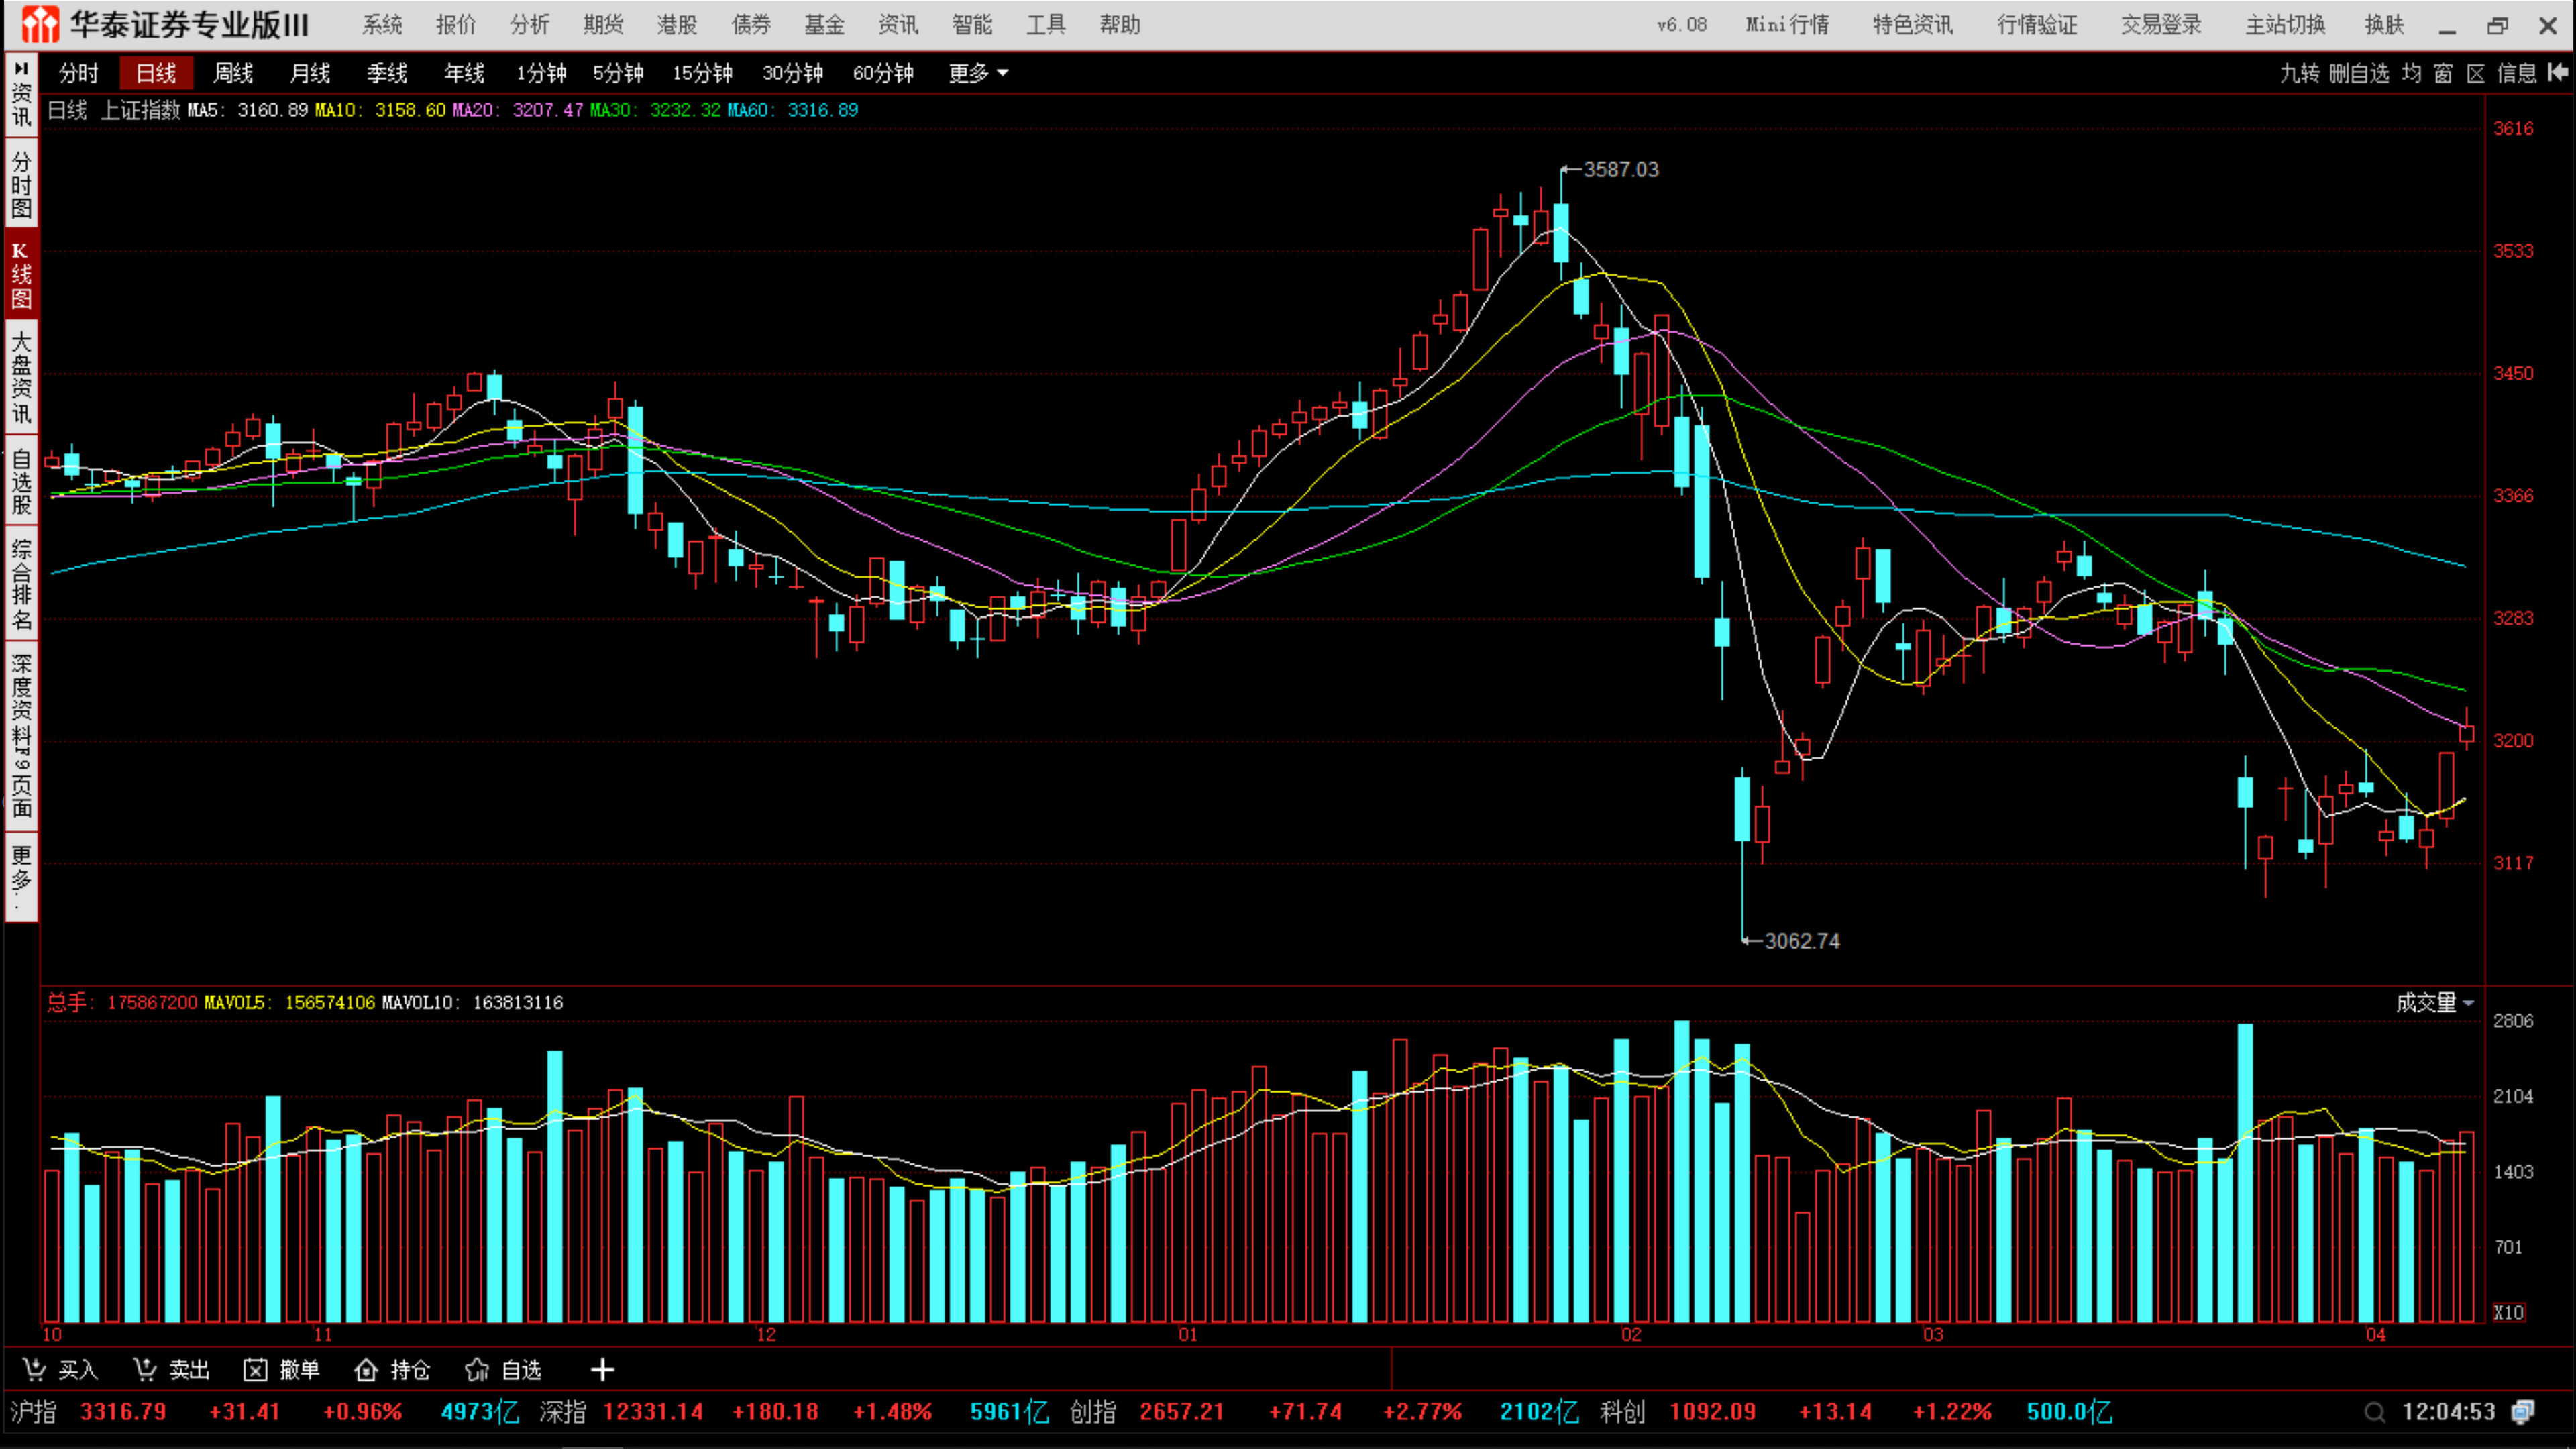 华泰证券专业版III 系统 报价 分析 期货 港股 债券 基金 资讯 智能 工具 帮助 v6.08 Mini行情 特色资讯 行情验证 交易登录 主站切换 换肤
分时 日线 周线 月线 季线 年线 1分钟 5分钟 15分钟 30分钟 60分钟 更多 九转 删自选 均 窗 区 信息
日线 上证指数 MA5: 3160.89 MA10: 3158.60 MA20: 3207.47 MA30: 3232.32 MA60: 3316.89
资讯
分时图
K线图
大盘资讯
自选股
综合排名
深度资料F9页面
更多..
3616
3587.03
3533
3450
3366
3283
3200
3117
3062.74
总手: 175867200 MAVOL5: 156574106 MAVOL10: 163813116 成交量
2806
2104
1403
701
X10
10 11 12 01 02 03 04
买入 卖出 撤单 持仓 自选
沪指 3316.79 +31.41 +0.96% 4973亿 深指 12331.14 +180.18 +1.48% 5961亿 创指 2657.21 +71.74 +2.77% 2102亿 科创 1092.09 +13.14 +1.22% 500.0亿 12:04:53